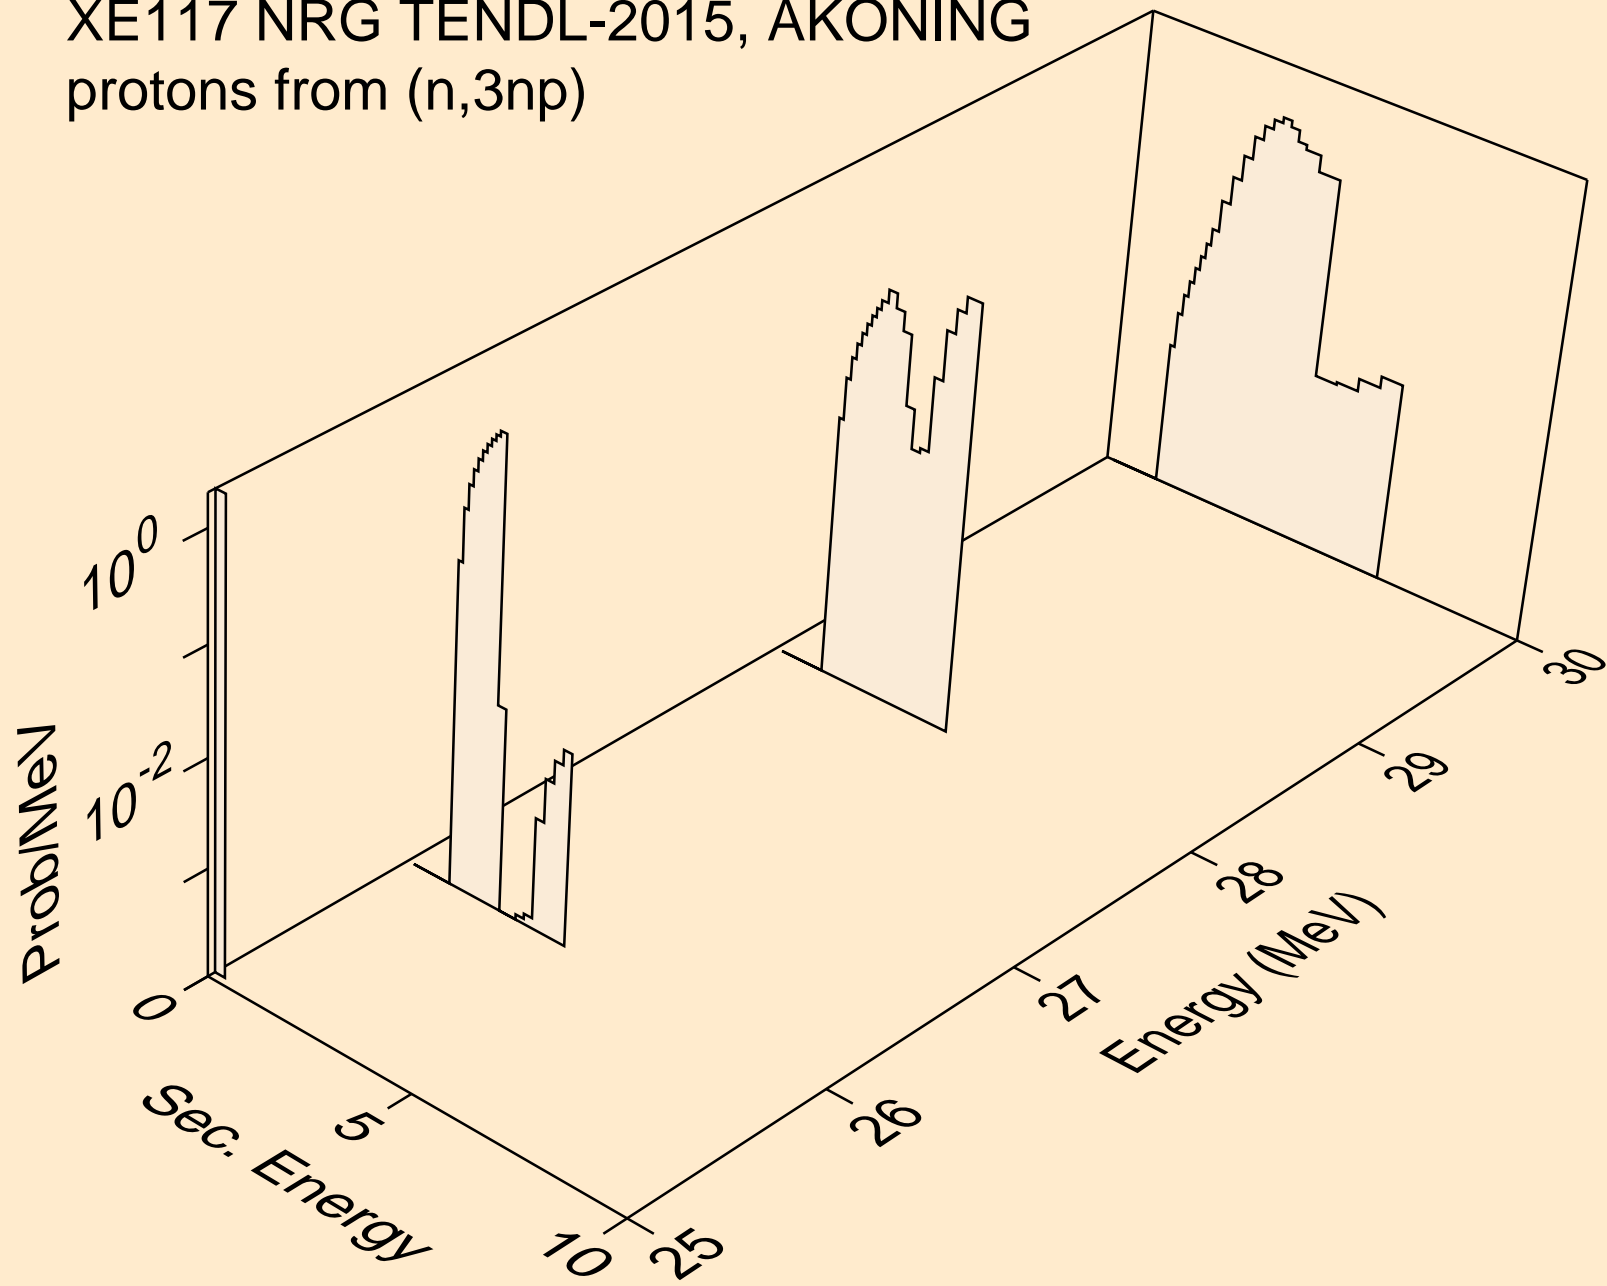 XE117 NRG TENDL-2015, AKONING
protons from (n,3np)
10^0
10^-2
Prob/MeV
0
5
10
Sec. Energy
25
26
27
28
29
30
Energy (MeV)